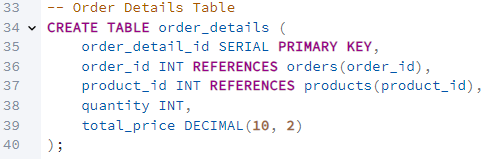 33 -- Order Details Table
34 CREATE TABLE order_details (
35     order_detail_id SERIAL PRIMARY KEY,
36     order_id INT REFERENCES orders(order_id),
37     product_id INT REFERENCES products(product_id),
38     quantity INT,
39     total_price DECIMAL(10, 2)
40 );